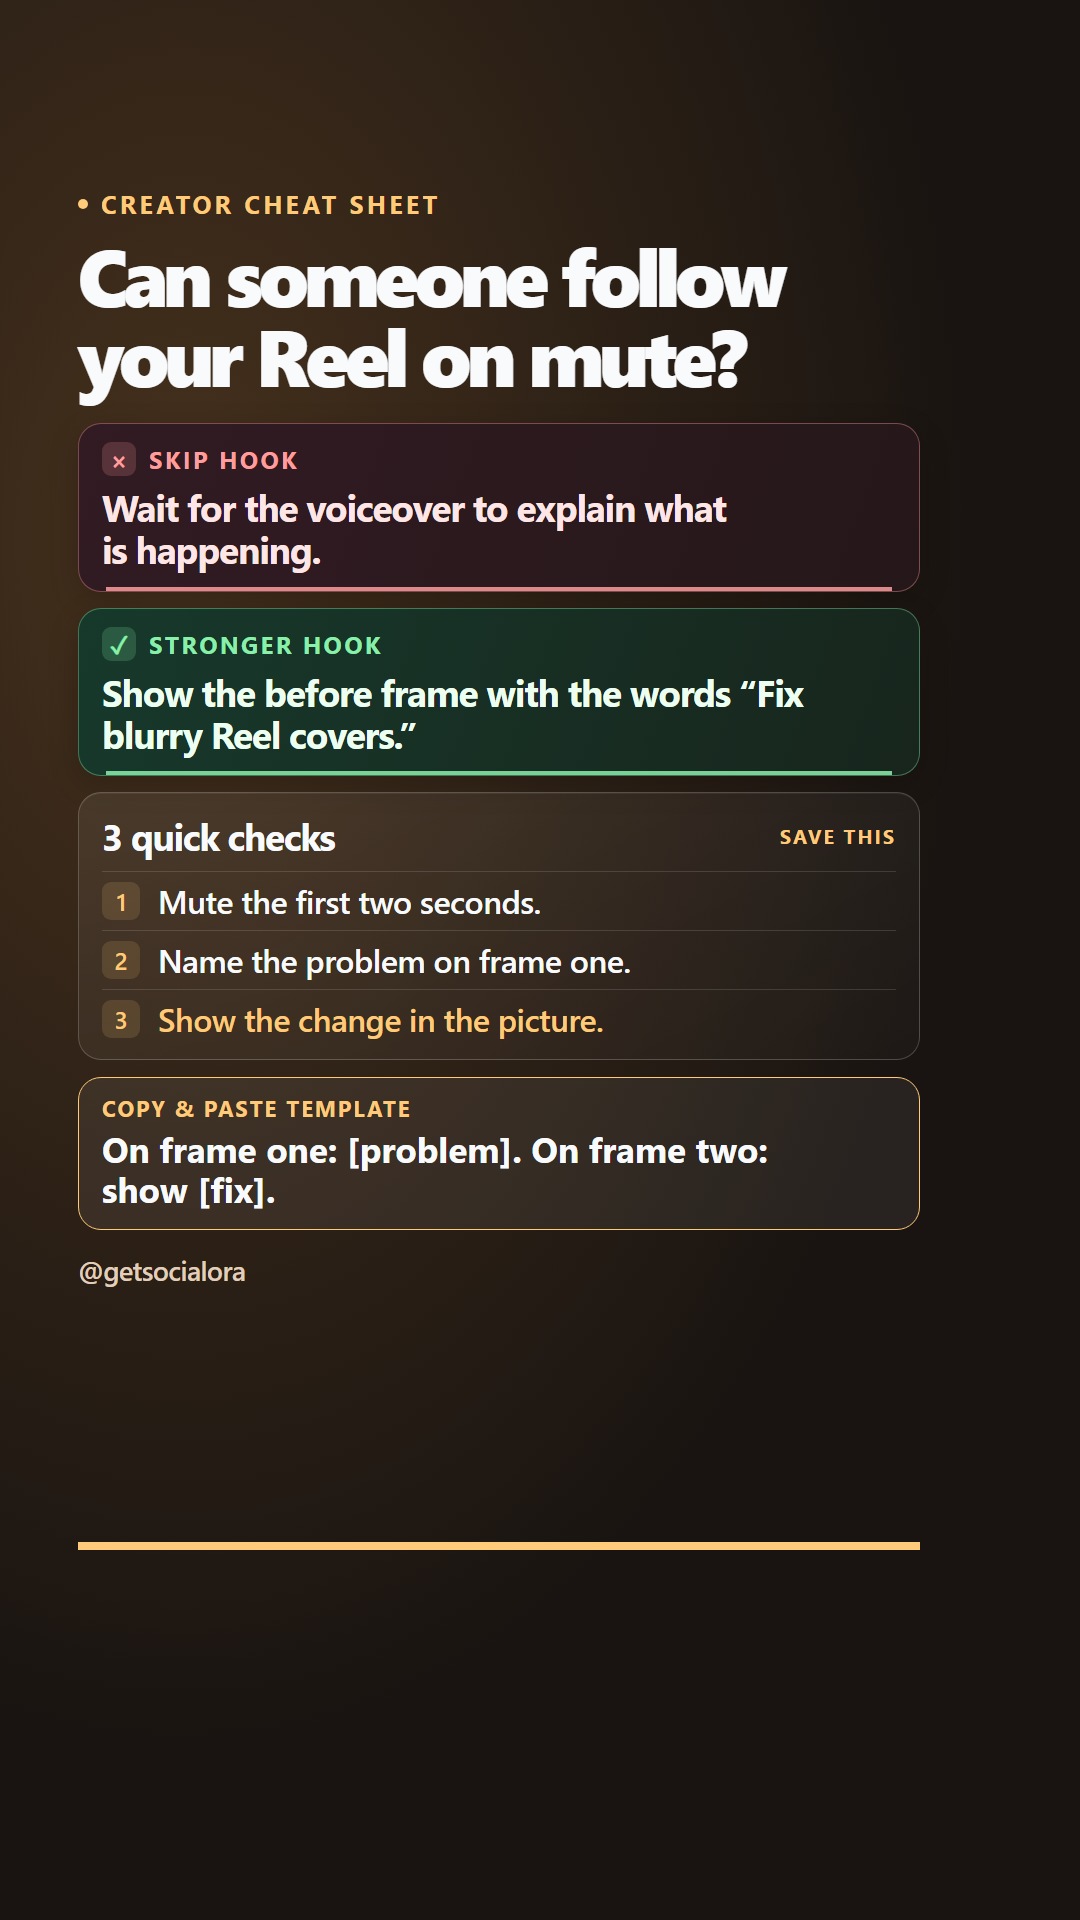 • CREATOR CHEAT SHEET
Can someone follow
your Reel on mute?
× SKIP HOOK
Wait for the voiceover to explain what
is happening.
✓ STRONGER HOOK
Show the before frame with the words “Fix
blurry Reel covers.”
3 quick checks
SAVE THIS
1 Mute the first two seconds.
2 Name the problem on frame one.
3 Show the change in the picture.
COPY & PASTE TEMPLATE
On frame one: [problem]. On frame two:
show [fix].
@getsocialora